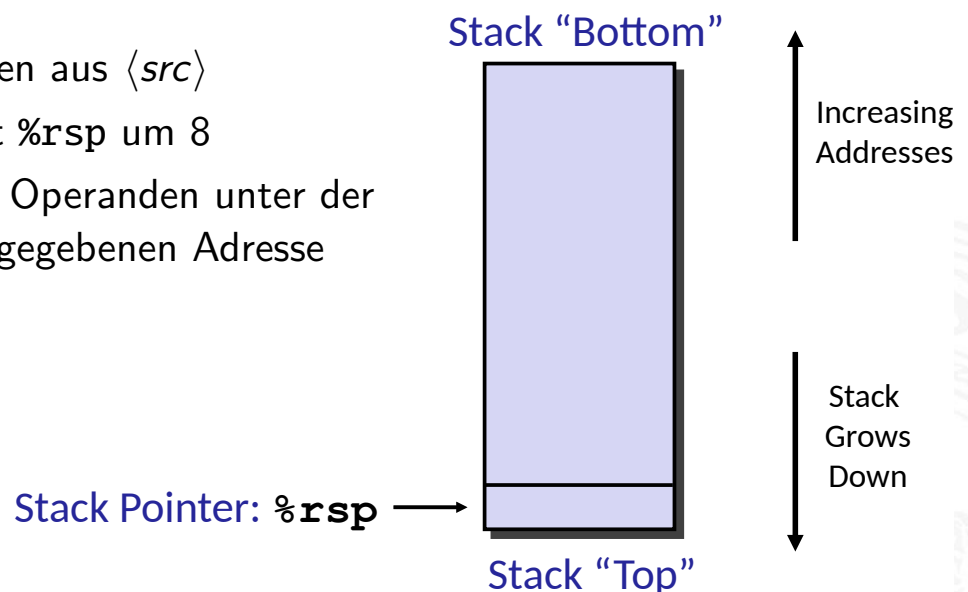 Stack “Bottom”
en aus ⟨src⟩
t %rsp um 8
Operanden unter der
gegebenen Adresse
Increasing
Addresses
Stack
Grows
Down
Stack Pointer: %rsp
Stack “Top”